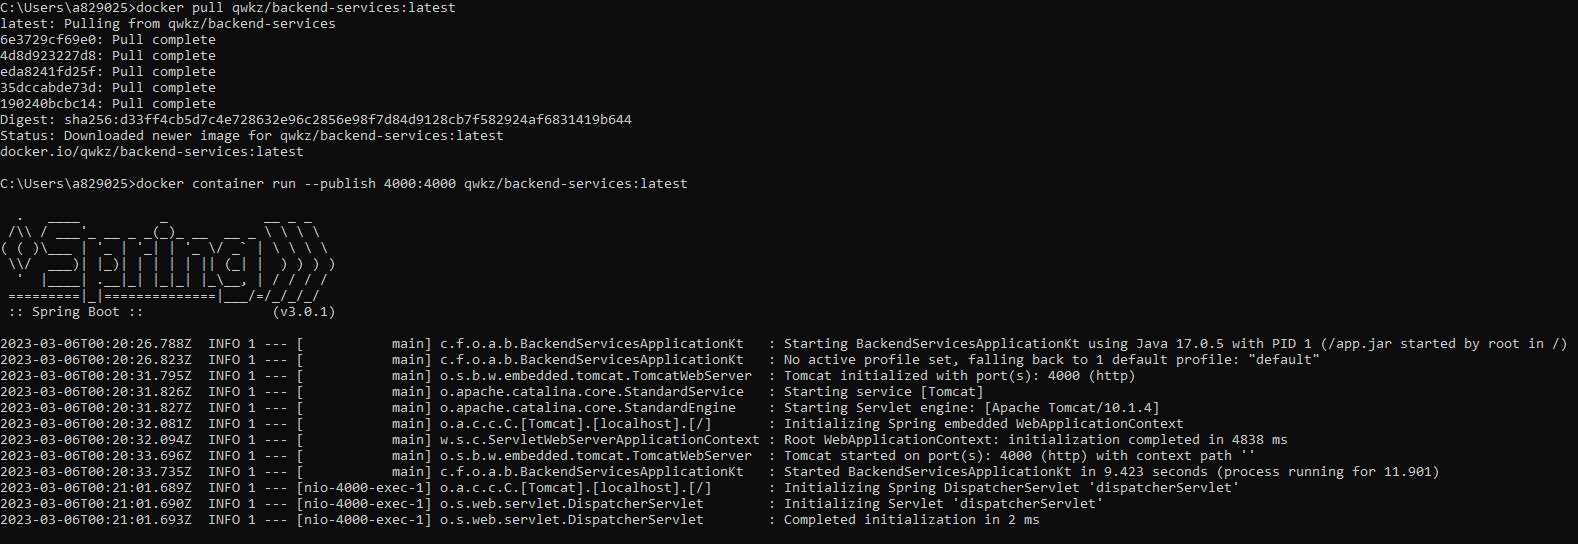 C:\Users\a829025>docker pull qwkz/backend-services:latest
latest: Pulling from qwkz/backend-services
6e3729cf69e0: Pull complete
4d8d923227d8: Pull complete
eda8241fd25f: Pull complete
35dccabde73d: Pull complete
190240bcbc14: Pull complete
Digest: sha256:d33ff4cb5d7c4e728632e96c2856e98f7d84d9128cb7f582924af6831419b644
Status: Downloaded newer image for qwkz/backend-services:latest
docker.io/qwkz/backend-services:latest

C:\Users\a829025>docker container run --publish 4000:4000 qwkz/backend-services:latest

  .   ____          _            __ _ _
 /\\ / ___'_ __ _ _(_)_ __  __ _ \ \ \ \
( ( )\___ | '_ | '_| | '_ \/ _` | \ \ \ \
 \\/  ___)| |_)| | | | | || (_| |  ) ) ) )
  '  |____| .__|_| |_|_| |_\__, | / / / /
 =========|_|==============|___/=/_/_/_/
 :: Spring Boot ::                (v3.0.1)

2023-03-06T00:20:26.788Z  INFO 1 --- [           main] c.f.o.a.b.BackendServicesApplicationKt   : Starting BackendServicesApplicationKt using Java 17.0.5 with PID 1 (/app.jar started by root in /)
2023-03-06T00:20:26.823Z  INFO 1 --- [           main] c.f.o.a.b.BackendServicesApplicationKt   : No active profile set, falling back to 1 default profile: "default"
2023-03-06T00:20:31.795Z  INFO 1 --- [           main] o.s.b.w.embedded.tomcat.TomcatWebServer  : Tomcat initialized with port(s): 4000 (http)
2023-03-06T00:20:31.826Z  INFO 1 --- [           main] o.apache.catalina.core.StandardService   : Starting service [Tomcat]
2023-03-06T00:20:31.827Z  INFO 1 --- [           main] o.apache.catalina.core.StandardEngine    : Starting Servlet engine: [Apache Tomcat/10.1.4]
2023-03-06T00:20:32.081Z  INFO 1 --- [           main] o.a.c.c.C.[Tomcat].[localhost].[/]       : Initializing Spring embedded WebApplicationContext
2023-03-06T00:20:32.094Z  INFO 1 --- [           main] w.s.c.ServletWebServerApplicationContext : Root WebApplicationContext: initialization completed in 4838 ms
2023-03-06T00:20:33.696Z  INFO 1 --- [           main] o.s.b.w.embedded.tomcat.TomcatWebServer  : Tomcat started on port(s): 4000 (http) with context path ''
2023-03-06T00:20:33.735Z  INFO 1 --- [           main] c.f.o.a.b.BackendServicesApplicationKt   : Started BackendServicesApplicationKt in 9.423 seconds (process running for 11.901)
2023-03-06T00:21:01.689Z  INFO 1 --- [nio-4000-exec-1] o.a.c.c.C.[Tomcat].[localhost].[/]       : Initializing Spring DispatcherServlet 'dispatcherServlet'
2023-03-06T00:21:01.690Z  INFO 1 --- [nio-4000-exec-1] o.s.web.servlet.DispatcherServlet        : Initializing Servlet 'dispatcherServlet'
2023-03-06T00:21:01.693Z  INFO 1 --- [nio-4000-exec-1] o.s.web.servlet.DispatcherServlet        : Completed initialization in 2 ms